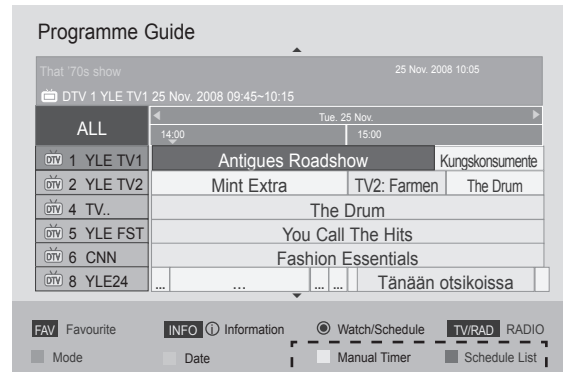 Programme Guide
That '70s show 25 Nov. 2008 10:05
DTV 1 YLE TV1 25 Nov. 2008 09:45~10:15
ALL
Tue. 25 Nov.
14:00 15:00
DTV 1 YLE TV1 Antigues Roadshow Kungskonsumente
DTV 2 YLE TV2 Mint Extra TV2: Farmen The Drum
DTV 4 TV.. The Drum
DTV 5 YLE FST You Call The Hits
DTV 6 CNN Fashion Essentials
DTV 8 YLE24 ... ... ... ... Tänään otsikoissa
FAV Favourite INFO i Information Watch/Schedule TV/RAD RADIO
Mode Date Manual Timer Schedule List